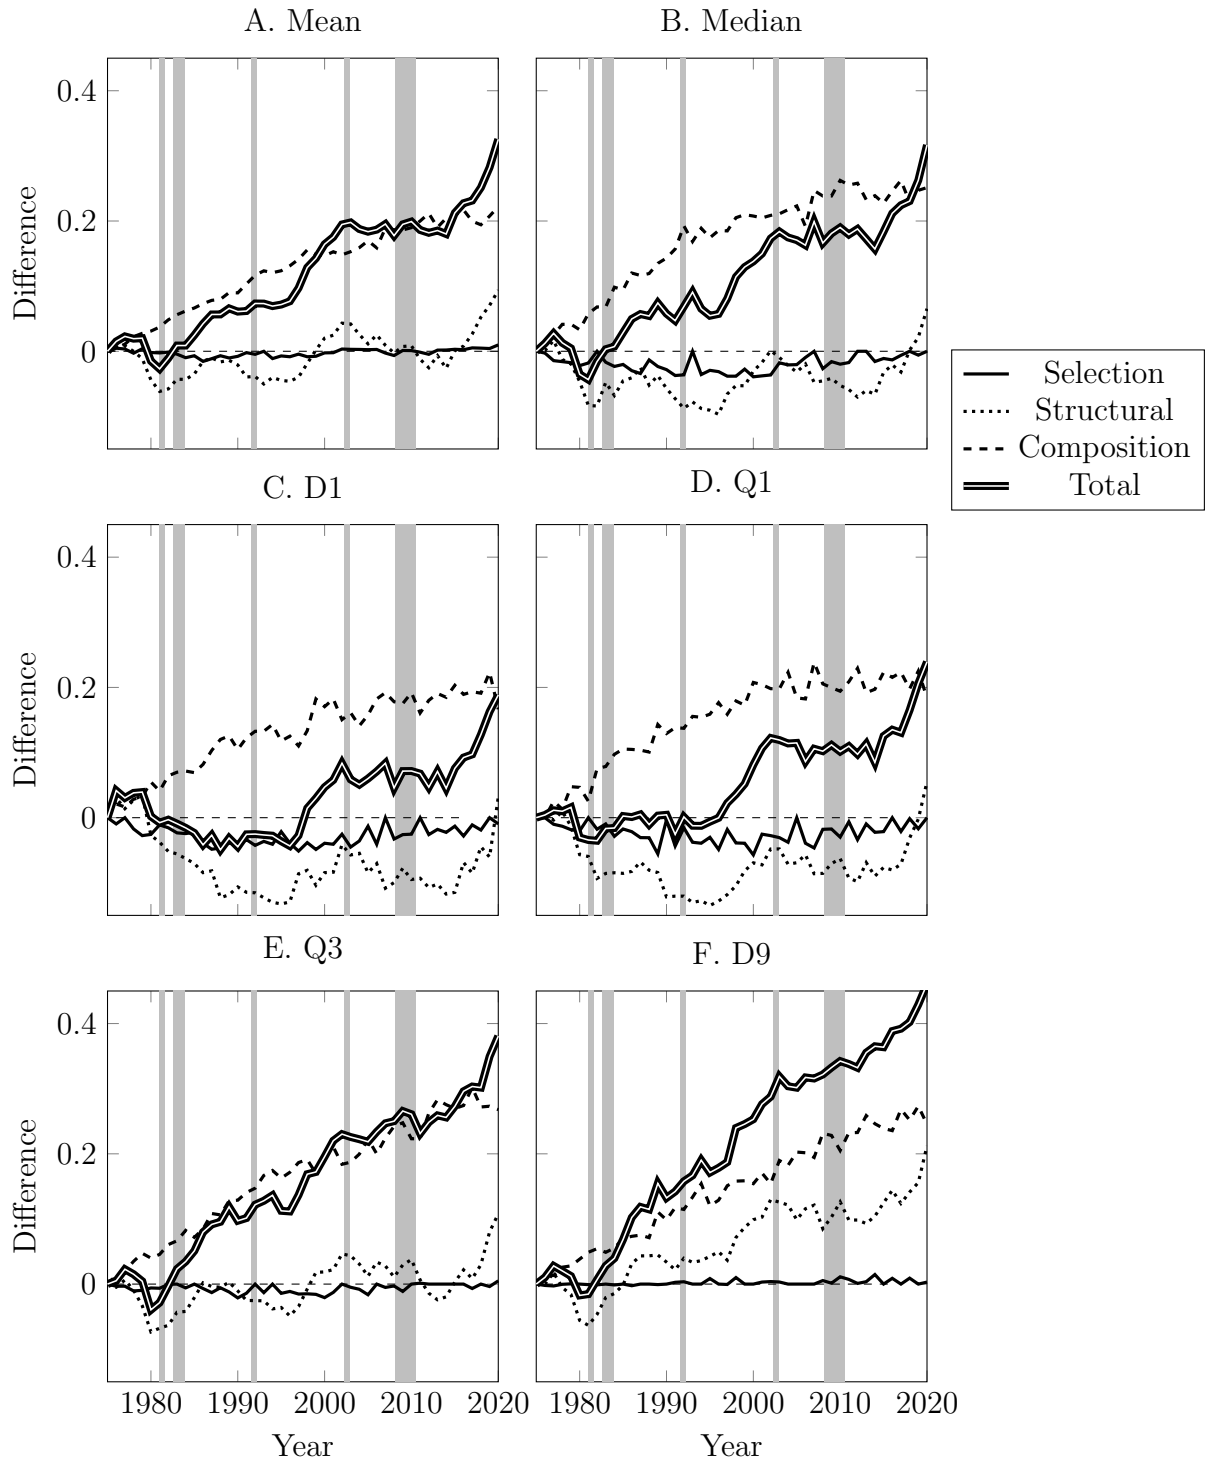 A. Mean
B. Median
0.4
0.2
0
Difference
Selection
Structural
Composition
Total
C. D1
D. Q1
0.4
0.2
0
Difference
E. Q3
F. D9
0.4
0.2
0
Difference
1980 1990 2000 2010 2020
1980 1990 2000 2010 2020
Year
Year